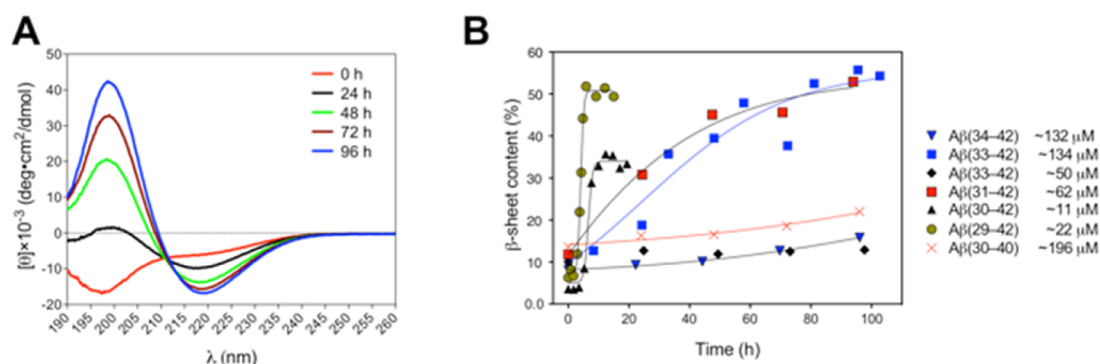 A
B
[θ]×10⁻³ (deg•cm²/dmol)
50
40
30
20
10
0
-10
-20
0 h
24 h
48 h
72 h
96 h
190 195 200 205 210 215 220 225 230 235 240 245 250 255 260
λ (nm)
β-sheet content (%)
60
50
40
30
20
10
0.0
0 20 40 60 80 100
Time (h)
Aβ(34–42) ~132 μM
Aβ(33–42) ~134 μM
Aβ(33–42) ~50 μM
Aβ(31–42) ~62 μM
Aβ(30–42) ~11 μM
Aβ(29–42) ~22 μM
Aβ(30–40) ~196 μM